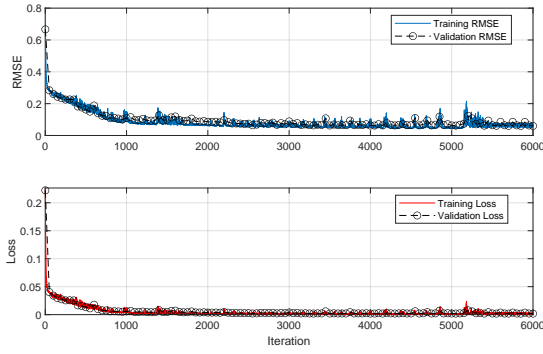 0.8
0.6
0.4
0.2
0
RMSE
Training RMSE
Validation RMSE
0 1000 2000 3000 4000 5000 6000
0.2
0.15
0.1
0.05
0
Loss
Training Loss
Validation Loss
0 1000 2000 3000 4000 5000 6000
Iteration